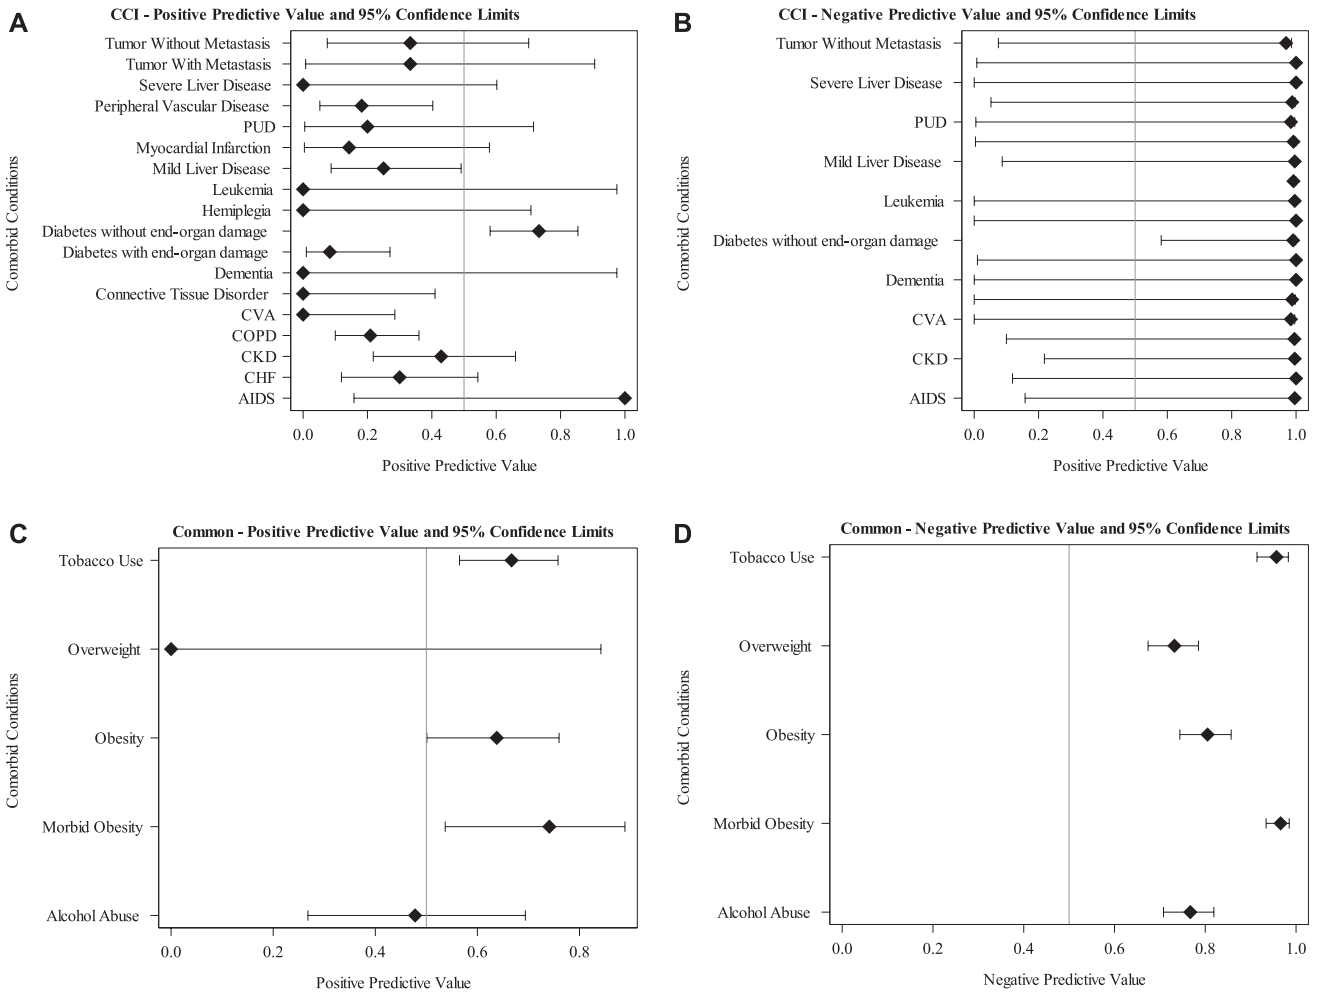 A
CCI - Positive Predictive Value and 95% Confidence Limits
Comorbid Conditions
Tumor Without Metastasis
Tumor With Metastasis
Severe Liver Disease
Peripheral Vascular Disease
PUD
Myocardial Infarction
Mild Liver Disease
Leukemia
Hemiplegia
Diabetes without end-organ damage
Diabetes with end-organ damage
Dementia
Connective Tissue Disorder
CVA
COPD
CKD
CHF
AIDS
0.0 0.2 0.4 0.6 0.8 1.0
Positive Predictive Value
B
CCI - Negative Predictive Value and 95% Confidence Limits
Comorbid Conditions
Tumor Without Metastasis
Severe Liver Disease
PUD
Mild Liver Disease
Leukemia
Diabetes without end-organ damage
Dementia
CVA
CKD
AIDS
0.0 0.2 0.4 0.6 0.8 1.0
Positive Predictive Value
C
Common - Positive Predictive Value and 95% Confidence Limits
Comorbid Conditions
Tobacco Use
Overweight
Obesity
Morbid Obesity
Alcohol Abuse
0.0 0.2 0.4 0.6 0.8
Positive Predictive Value
D
Common - Negative Predictive Value and 95% Confidence Limits
Comorbid Conditions
Tobacco Use
Overweight
Obesity
Morbid Obesity
Alcohol Abuse
0.0 0.2 0.4 0.6 0.8 1.0
Negative Predictive Value